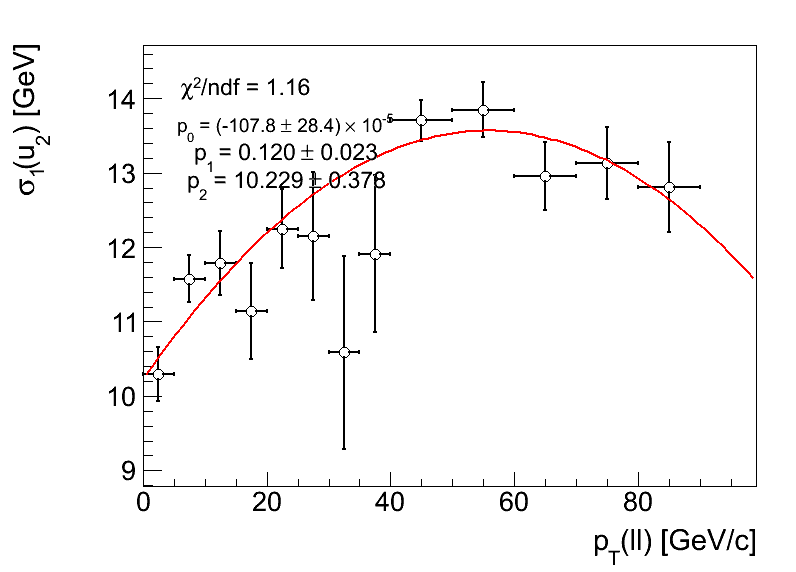 σ₁(u₂) [GeV]
χ²/ndf = 1.16
p₀ = (-107.8 ± 28.4) × 10⁻⁵
p₁ = 0.120 ± 0.023
p₂ = 10.229 ± 0.378
14
13
12
11
10
9
0 20 40 60 80
p_T(ll) [GeV/c]